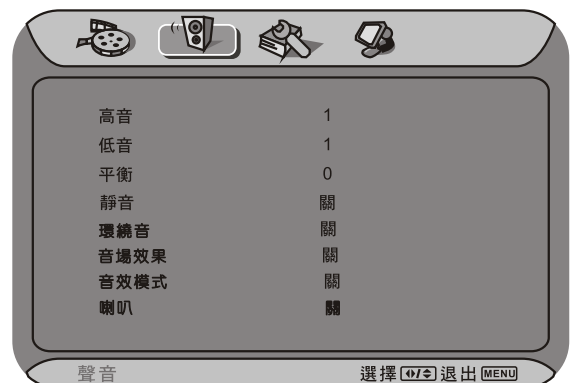 高音 1
低音 1
平衡 0
靜音 關
環繞音 關
音場效果 關
音效模式 關
喇叭 關
聲音 選擇 退出 MENU